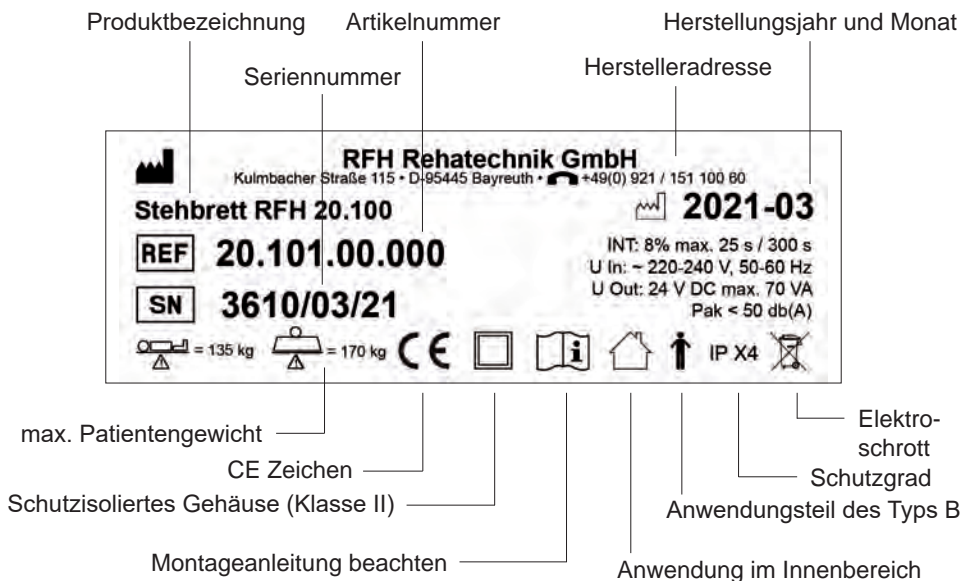 Produktbezeichnung
Artikelnummer
Herstellungsjahr und Monat
Seriennummer
Herstelleradresse
RFH Rehatechnik GmbH
Kulmbacher Straße 115 • D-95445 Bayreuth • +49(0) 921 / 151 100 60
Stehbrett RFH 20.100
2021-03
REF 20.101.00.000
SN 3610/03/21
INT: 8% max. 25 s / 300 s
U In: ~ 220-240 V, 50-60 Hz
U Out: 24 V DC max. 70 VA
Pak < 50 db(A)
= 135 kg = 170 kg CE i IP X4
max. Patientengewicht
CE Zeichen
Schutzisoliertes Gehäuse (Klasse II)
Montageanleitung beachten
Elektro-
schrott
Schutzgrad
Anwendungsteil des Typs B
Anwendung im Innenbereich